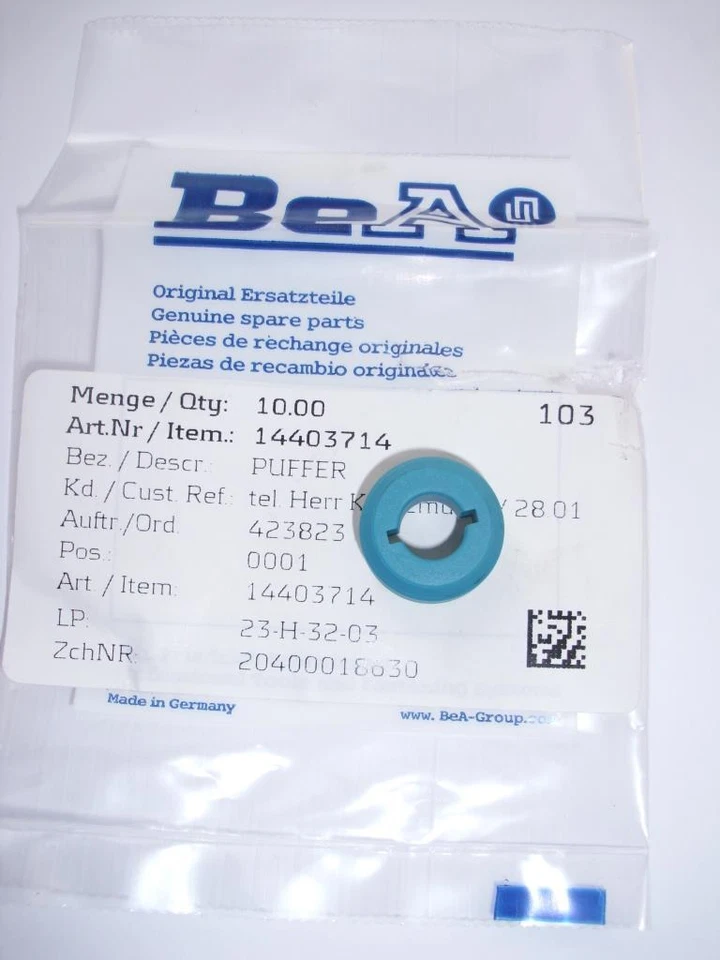 BeA
Original Ersatzteile
Genuine spare parts
Pièces de rechange originales
Piezas de recambio originales
Menge / Qty: 10.00 103
Art.Nr / Item.: 14403714
Bez. / Descr.: PUFFER
Kd. / Cust. Ref.: tel. Herr 28 01
Auftr./Ord. 423823
Pos.: 0001
Art. / Item: 14403714
LP: 23-H-32-03
ZchNR: 20400018630
Made in Germany
www. BeA-Group.co